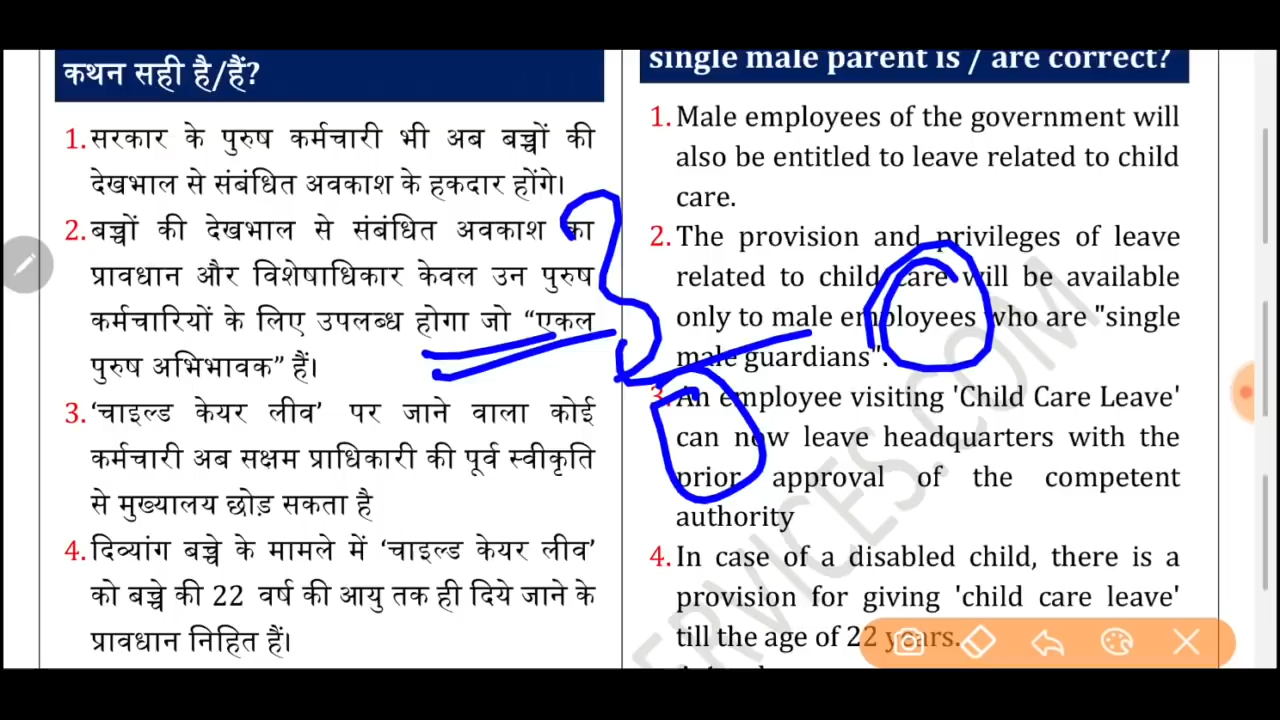 कथन सही है/हैं?
1. सरकार के पुरुष कर्मचारी भी अब बच्चों की
देखभाल से संबंधित अवकाश के हकदार होंगे।
2. बच्चों की देखभाल से संबंधित अवकाश का
प्रावधान और विशेषाधिकार केवल उन पुरुष
कर्मचारियों के लिए उपलब्ध होगा जो “एकल
पुरुष अभिभावक” हैं।
3. ‘चाइल्ड केयर लीव’ पर जाने वाला कोई
कर्मचारी अब सक्षम प्राधिकारी की पूर्व स्वीकृति
से मुख्यालय छोड़ सकता है
4. दिव्यांग बच्चे के मामले में ‘चाइल्ड केयर लीव’
को बच्चे की 22 वर्ष की आयु तक ही दिये जाने के
प्रावधान निहित हैं।
single male parent is / are correct?
1. Male employees of the government will
also be entitled to leave related to child
care.
2. The provision and privileges of leave
related to child care will be available
only to male employees who are "single
male guardians".
3. An employee visiting 'Child Care Leave'
can now leave headquarters with the
prior approval of the competent
authority
4. In case of a disabled child, there is a
provision for giving 'child care leave'
till the age of 22 years.
ERVICES.COM